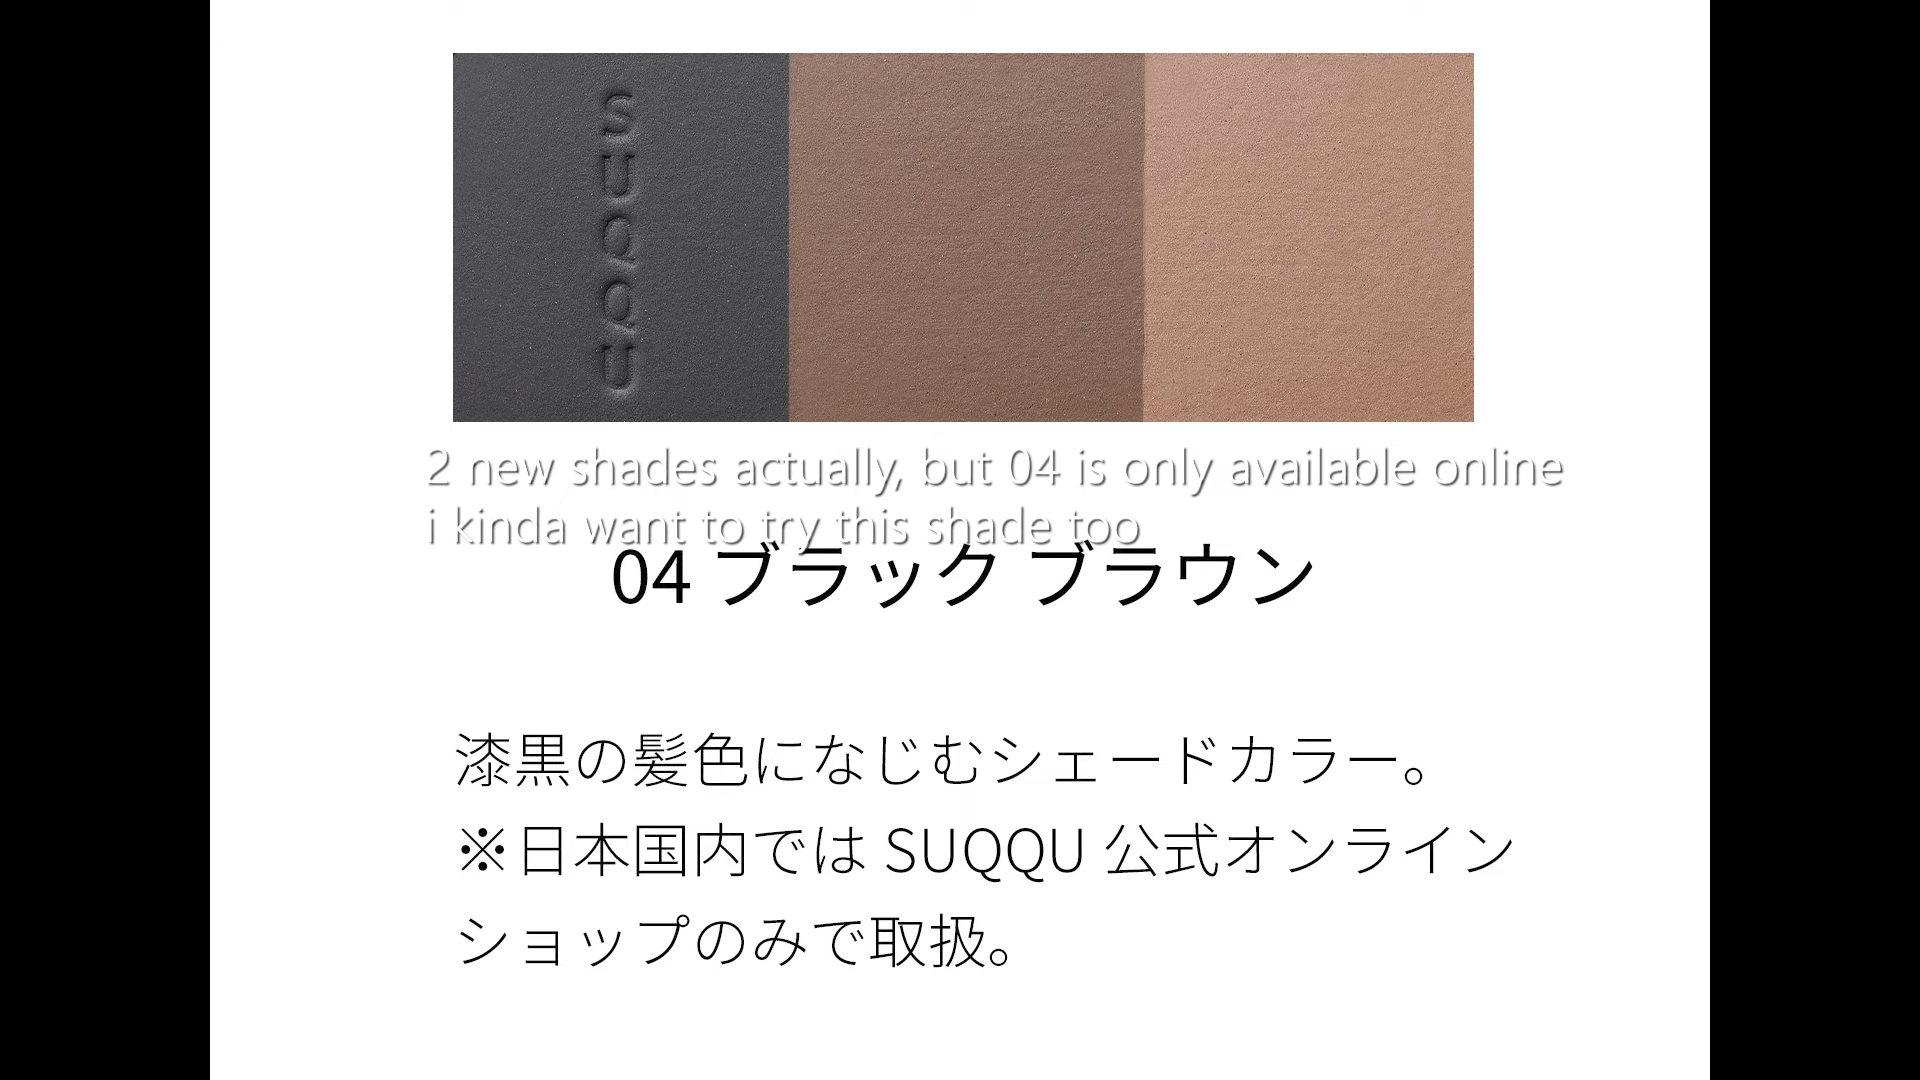 SUQQU
2 new shades actually, but 04 is only available online
i kinda want to try this shade too
04 ブラック ブラウン
漆黒の髪色になじむシェードカラー。
※日本国内では SUQQU 公式オンライン
ショップのみで取扱。